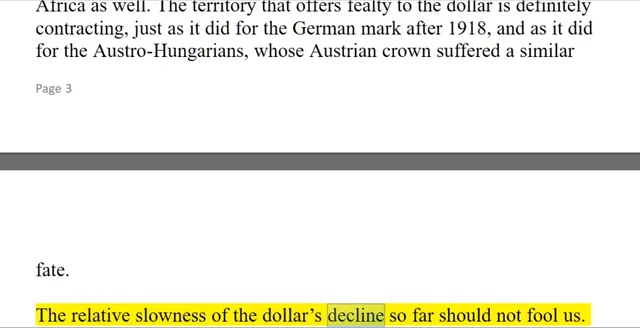 Africa as well. The territory that offers fealty to the dollar is definitely
contracting, just as it did for the German mark after 1918, and as it did
for the Austro-Hungarians, whose Austrian crown suffered a similar
Page 3
fate.
The relative slowness of the dollar’s decline so far should not fool us.